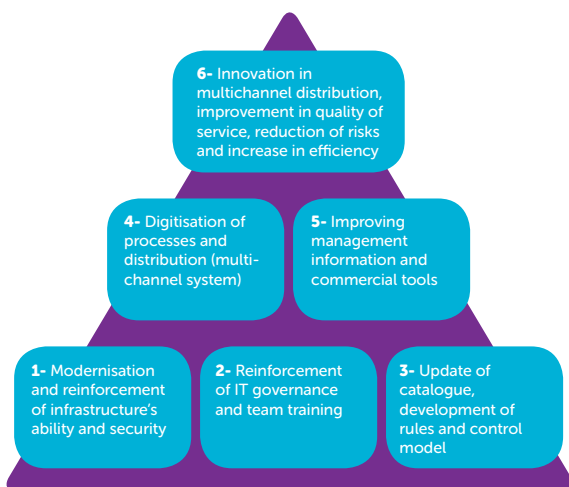 6- Innovation in
multichannel distribution,
improvement in quality of
service, reduction of risks
and increase in efficiency
4- Digitisation of
processes and
distribution (multi-
channel system)
5- Improving
management
information and
commercial tools
1- Modernisation
and reinforcement
of infrastructure's
ability and security
2- Reinforcement
of IT governance
and team training
3- Update of
catalogue,
development of
rules and control
model